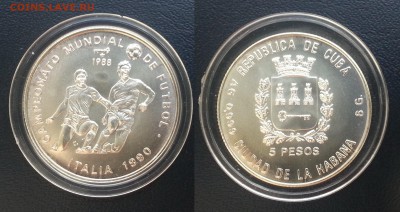 COINS.LAVE.RU
CAMPEONATO MUNDIAL DE FUTBOL
1988
ITALIA 1990
REPUBLICA DE CUBA
5 PESOS
CIUDAD DE LA HABANA